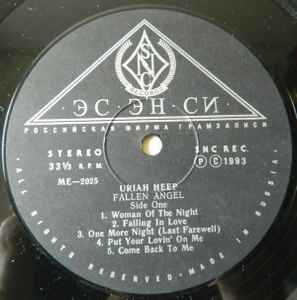 SNC
RECORDS
· ЭС · ЭН · СИ ·
РОССИЙСКАЯ ФИРМА ГРАМЗАПИСИ
STEREO
33⅓ R.P.M.
ME-2025
SNC REC.
Ⓟ Ⓒ 1993
URIAH HEEP
FALLEN ANGEL
Side One
1. Woman Of The Night
2. Falling In Love
3. One More Night (Last Farewell)
4. Put Your Lovin' On Me
5. Come Back To Me
· ALL RIGHTS RESERVED · MADE IN RUSSIA